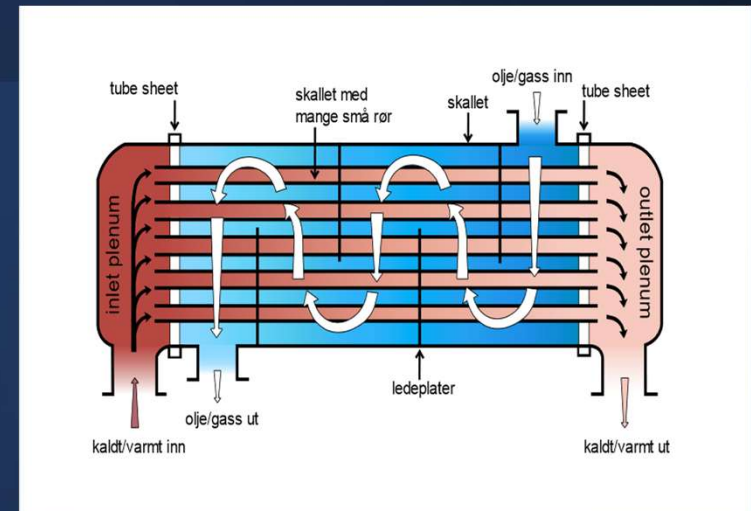 olje/gass inn
tube sheet
skallet med
mange små rør
skallet
tube sheet
inlet plenum
outlet plenum
ledeplater
olje/gass ut
kaldt/varmt inn
kaldt/varmt ut